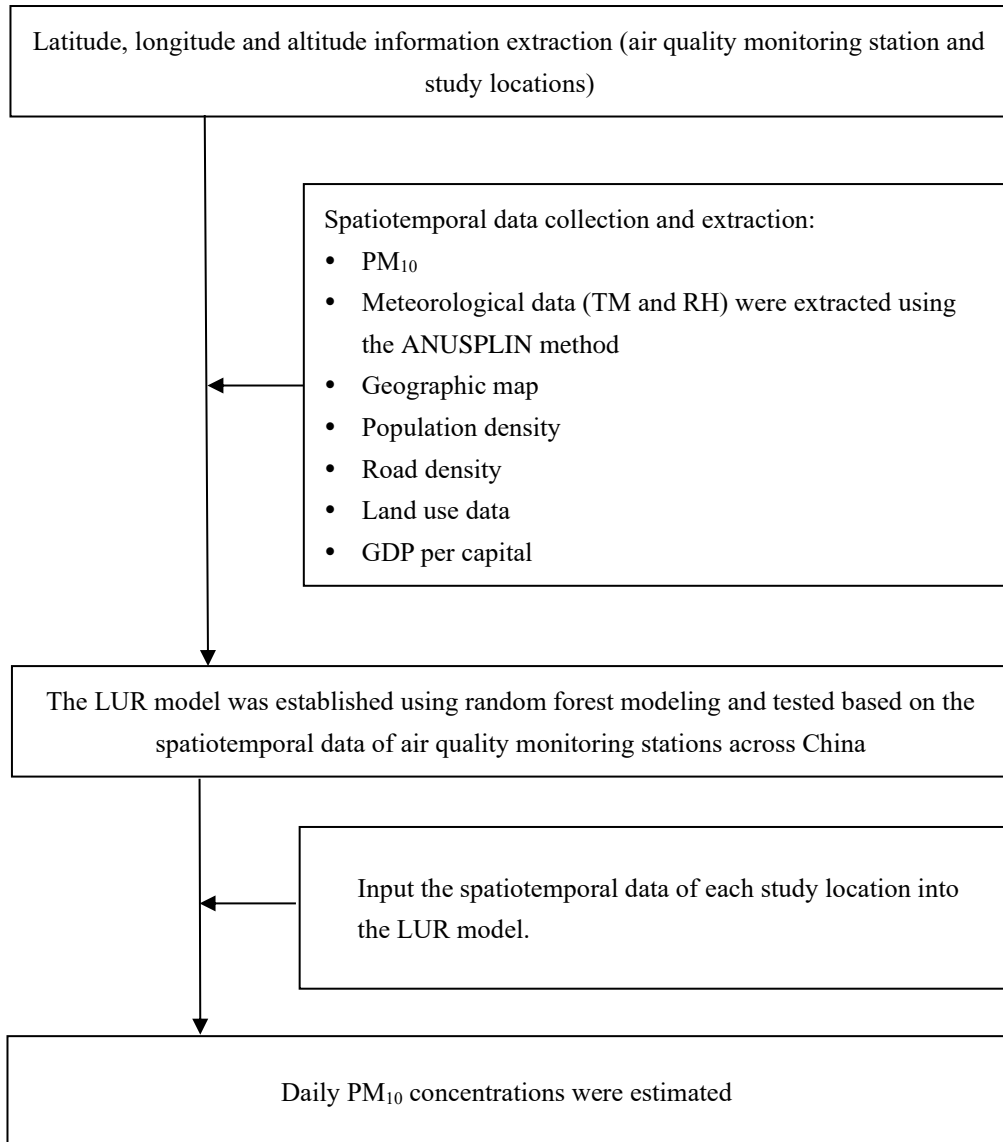 Latitude, longitude and altitude information extraction (air quality monitoring station and
study locations)
Spatiotemporal data collection and extraction:
• PM₁₀
• Meteorological data (TM and RH) were extracted using
the ANUSPLIN method
• Geographic map
• Population density
• Road density
• Land use data
• GDP per capital
The LUR model was established using random forest modeling and tested based on the
spatiotemporal data of air quality monitoring stations across China
Input the spatiotemporal data of each study location into
the LUR model.
Daily PM₁₀ concentrations were estimated